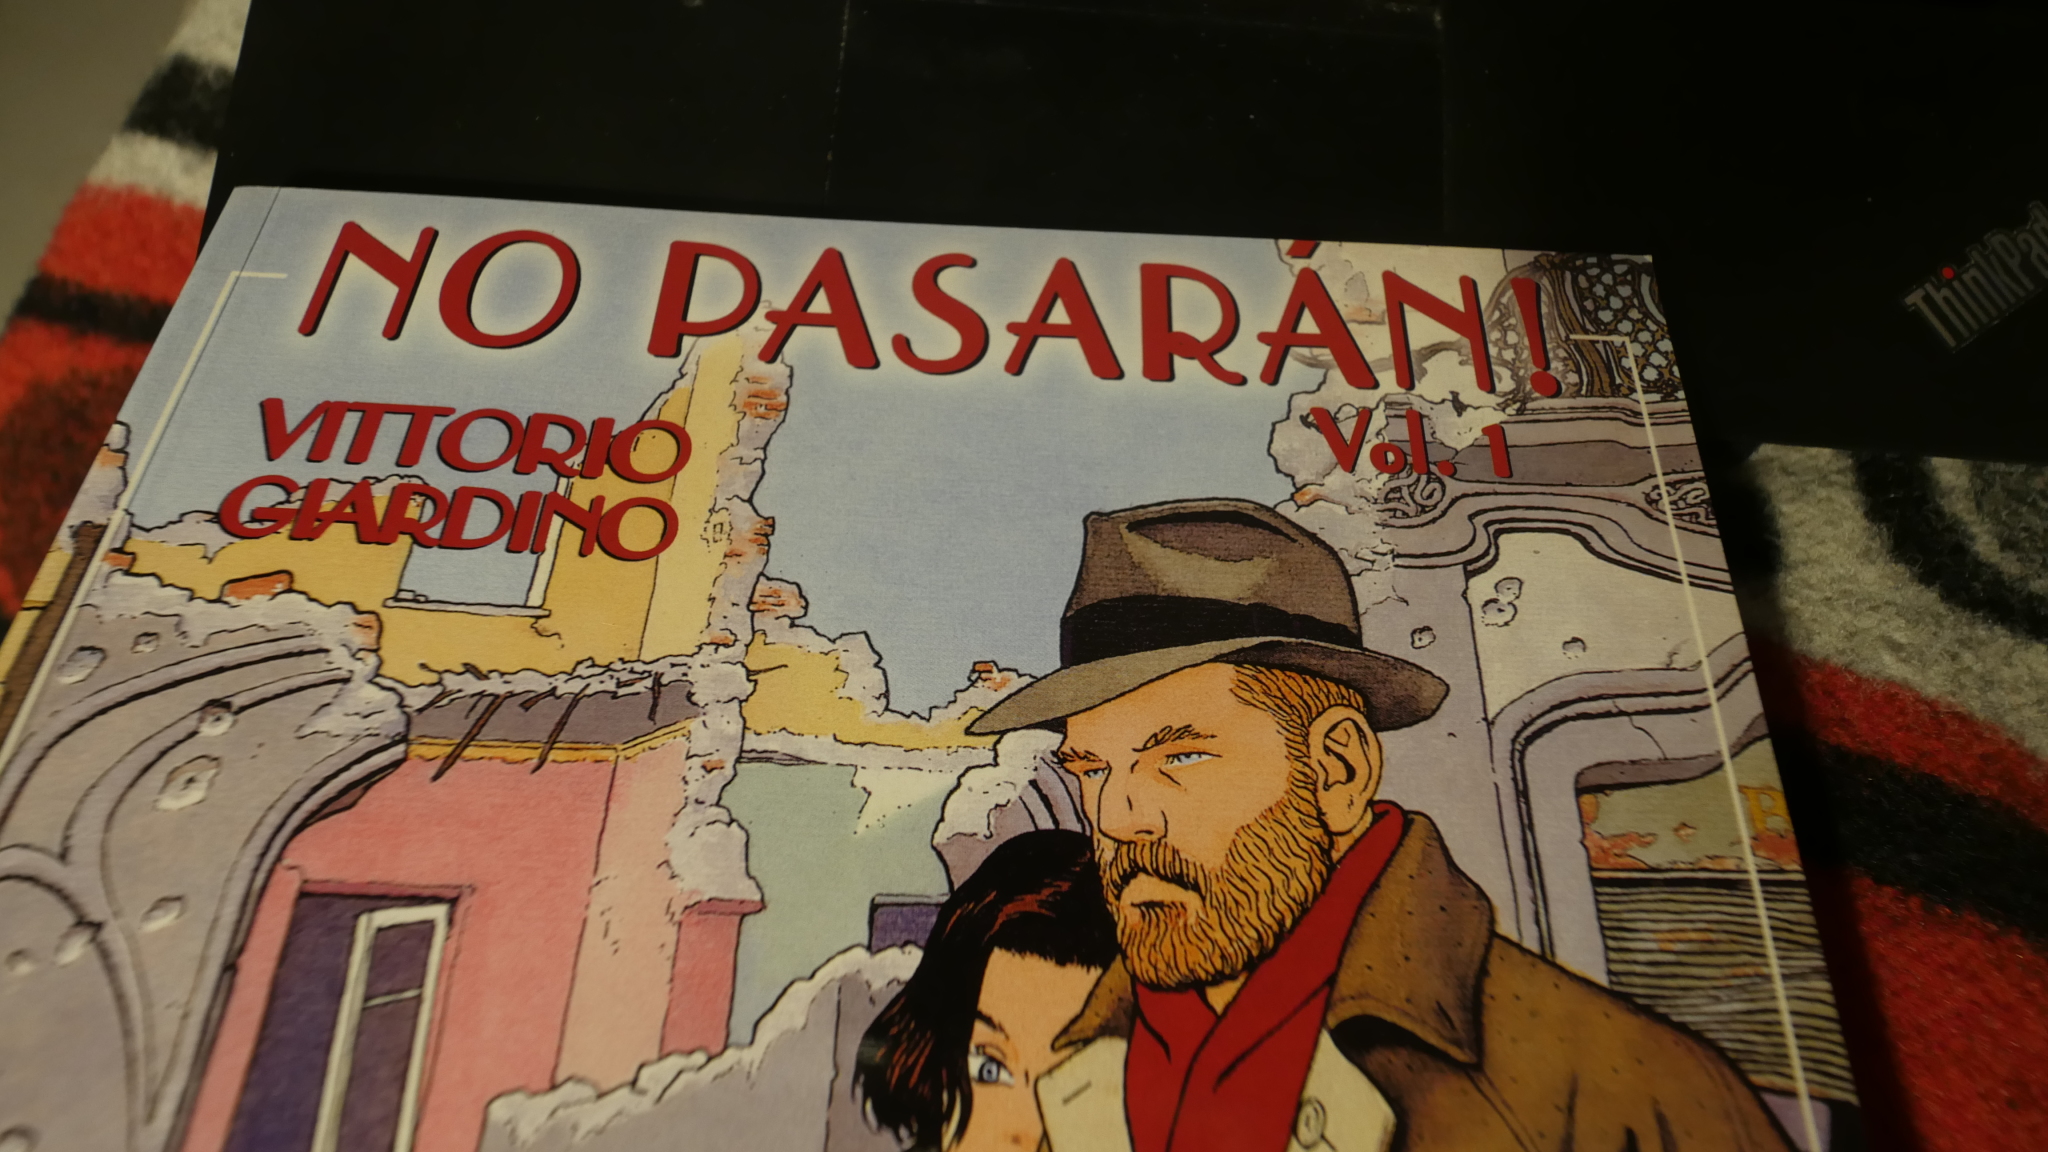 NO PASARÁN!
Vol. 1
VITTORIO
GIARDINO
ThinkPad